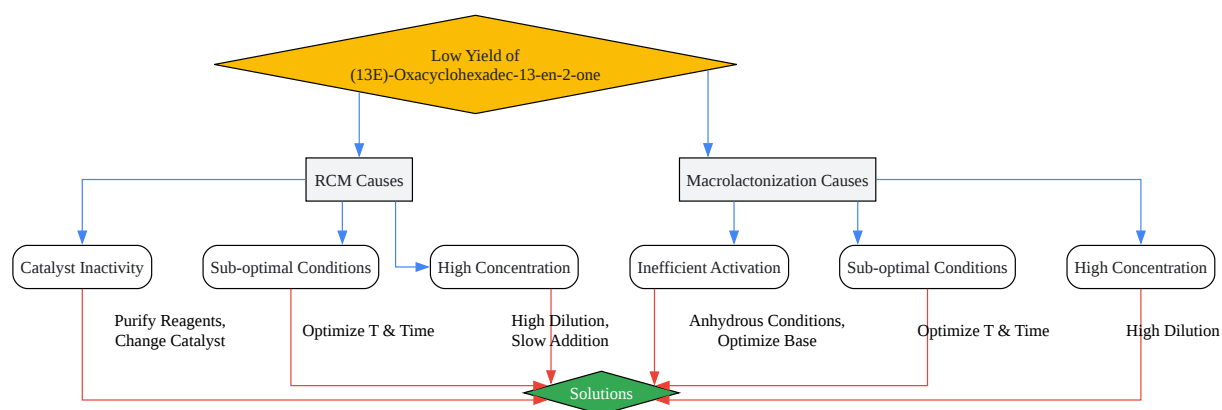 Low Yield of
(13E)-Oxacyclohexadec-13-en-2-one
RCM Causes
Macrolactonization Causes
Catalyst Inactivity
Sub-optimal Conditions
High Concentration
Inefficient Activation
Sub-optimal Conditions
High Concentration
Purify Reagents,
Change Catalyst
Optimize T & Time
High Dilution,
Slow Addition
Anhydrous Conditions,
Optimize Base
Optimize T & Time
High Dilution
Solutions